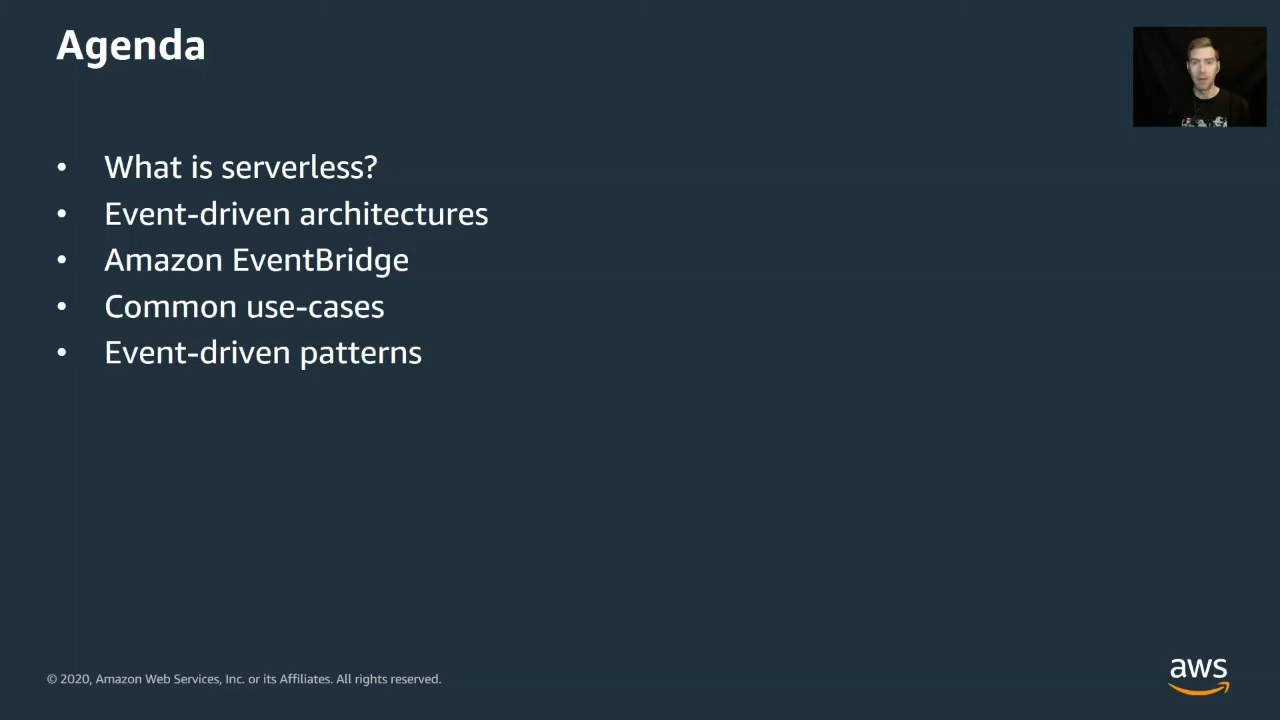 Agenda
• What is serverless?
• Event-driven architectures
• Amazon EventBridge
• Common use-cases
• Event-driven patterns
© 2020, Amazon Web Services, Inc. or its Affiliates. All rights reserved.
aws